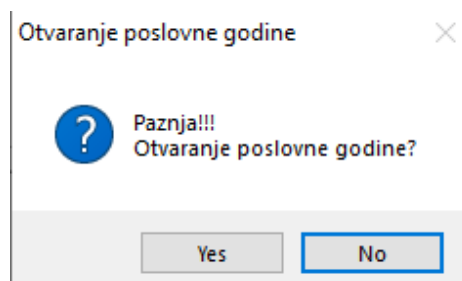 Otvaranje poslovne godine
?
Paznja!!!
Otvaranje poslovne godine?
Yes
No